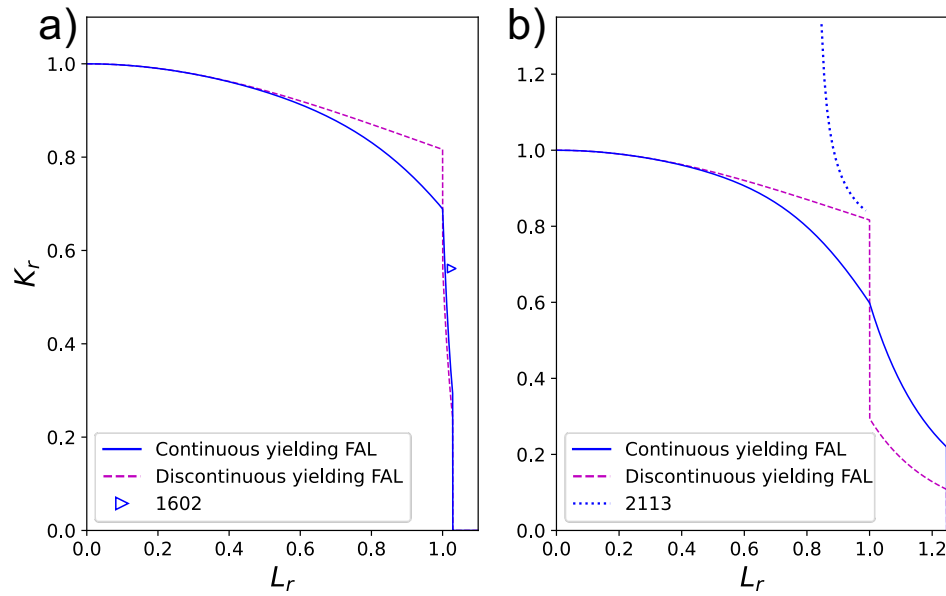 a)
1.0
0.8
0.6
0.4
0.2
0.0
K_r
Continuous yielding FAL
Discontinuous yielding FAL
1602
0.0 0.2 0.4 0.6 0.8 1.0
L_r
b)
1.2
1.0
0.8
0.6
0.4
0.2
0.0
Continuous yielding FAL
Discontinuous yielding FAL
2113
0.0 0.2 0.4 0.6 0.8 1.0 1.2
L_r